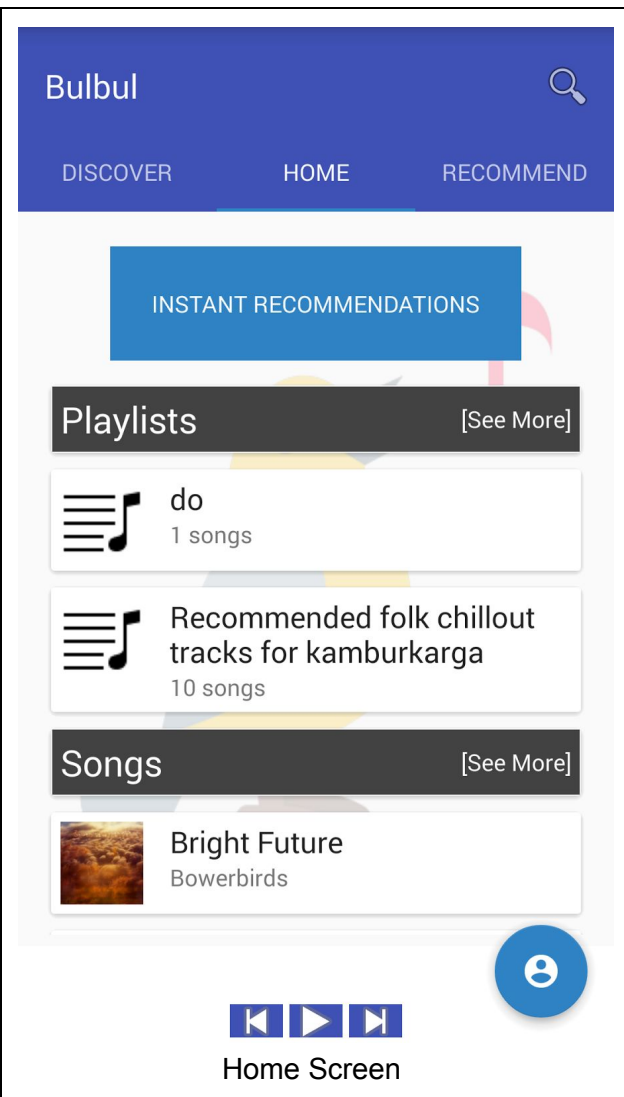 Bulbul
DISCOVER HOME RECOMMEND
INSTANT RECOMMENDATIONS
Playlists [See More]
do
1 songs
Recommended folk chillout
tracks for kamburkarga
10 songs
Songs [See More]
Bright Future
Bowerbirds
Home Screen